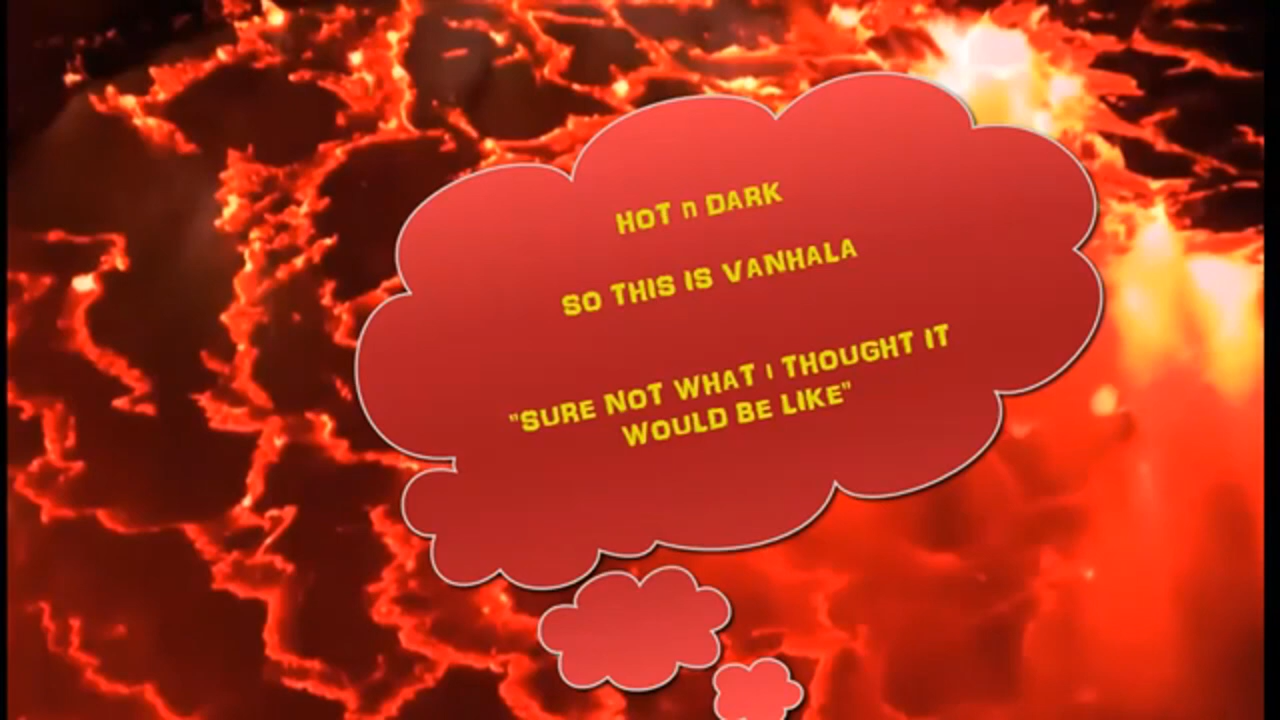 HOT n DARK
SO THIS IS VANHALA
"SURE NOT WHAT I THOUGHT IT
WOULD BE LIKE"